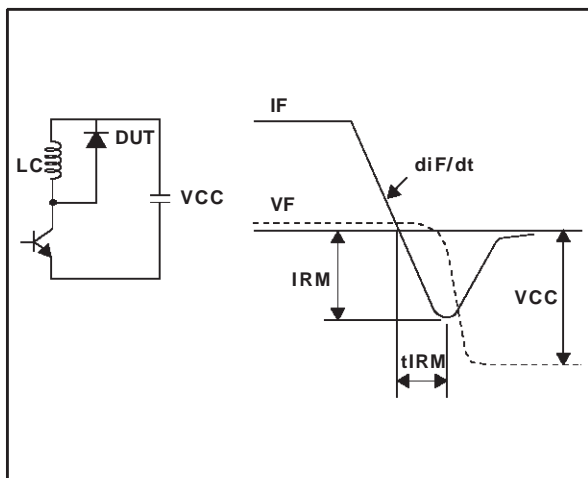 IF
DUT
LC
diF/dt
VCC
VF
IRM
VCC
tIRM